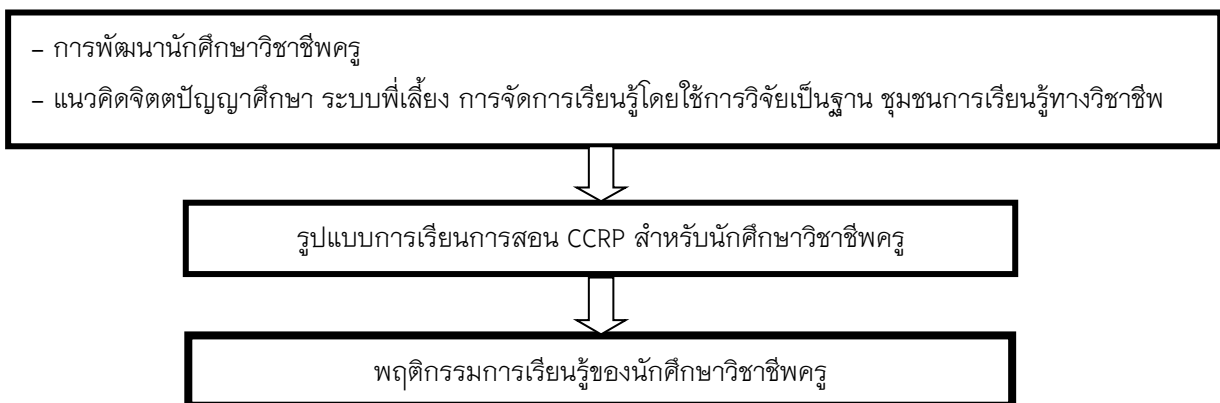 – การพัฒนานักศึกษาวิชาชีพครู
– แนวคิดจิตตปัญญาศึกษา ระบบพี่เลี้ยง การจัดการเรียนรู้โดยใช้การวิจัยเป็นฐาน ชุมชนการเรียนรู้ทางวิชาชีพ
รูปแบบการเรียนการสอน CCRP สำหรับนักศึกษาวิชาชีพครู
พฤติกรรมการเรียนรู้ของนักศึกษาวิชาชีพครู